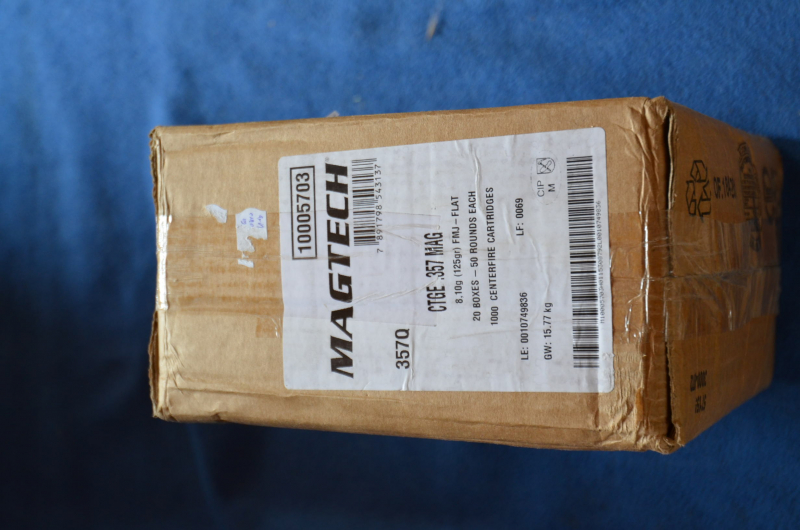 10005703
MAGTECH
7 891798 543137
357Q
CTGE .357 MAG
8.10g (125gr) FMJ - FLAT
20 BOXES - 50 ROUNDS EACH
1000 CENTERFIRE CARTRIDGES
LE: 0010749836
LF: 0069
GW: 15.77 kg
CIP
M